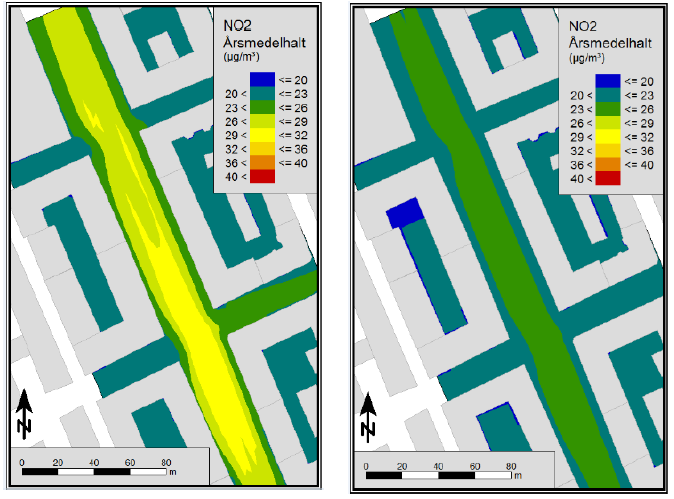 NO2
Årsmedelhalt
(µg/m³)
<= 20
20 < <= 23
23 < <= 26
26 < <= 29
29 < <= 32
32 < <= 36
36 < <= 40
40 <
N
0 20 40 60 80
m
NO2
Årsmedelhalt
(µg/m³)
<= 20
20 < <= 23
23 < <= 26
26 < <= 29
29 < <= 32
32 < <= 36
36 < <= 40
40 <
N
0 20 40 60 80
m